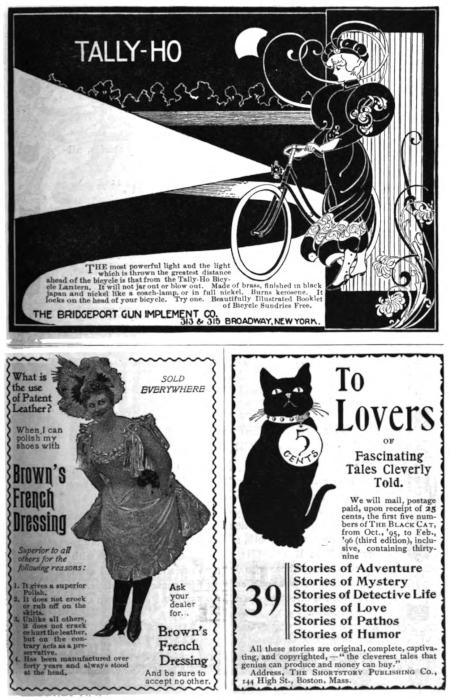 TALLY-HO
THE most powerful light and the light
which is thrown the greatest distance
ahead of the bicycle is that from the Tally-Ho Bicy-
cle Lantern. It will not jar out or blow out. Made of brass, finished in black
japan and nickel like a coach-lamp, or in full nickel. Burns kerosene. It
locks on the head of your bicycle. Try one. Beautifully Illustrated Booklet
of Bicycle Sundries Free.
THE BRIDGEPORT GUN IMPLEMENT CO.
313 & 315 BROADWAY, NEW YORK.
What is
the use
of Patent
Leather?
When I can
polish my
shoes with
Brown's
French
Dressing
Superior to all
others for the
following reasons:
1. It gives a superior
Polish.
2. It does not crock
or rub off on the
skirts.
3. Unlike all others,
it does not crack
or hurt the leather,
but on the con-
trary acts as a pre-
servative.
4. Has been manufactured over
forty years and always stood
at the head.
SOLD
EVERYWHERE
Ask
your
dealer
for...
Brown's
French
Dressing
And be sure to
accept no other.
5
CENTS
To
Lovers
OF
Fascinating
Tales Cleverly
Told.
We will mail, postage
paid, upon receipt of 25
cents, the first five num-
bers of THE BLACK CAT,
from Oct., '95, to Feb.,
'96 (third edition), inclu-
sive, containing thirty-
nine
39
Stories of Adventure
Stories of Mystery
Stories of Detective Life
Stories of Love
Stories of Pathos
Stories of Humor
All these stories are original, complete, captiva-
ting, and copyrighted,—"the cleverest tales that
genius can produce and money can buy."
Address, THE SHORTSTORY PUBLISHING CO.,
144 High St., Boston, Mass.